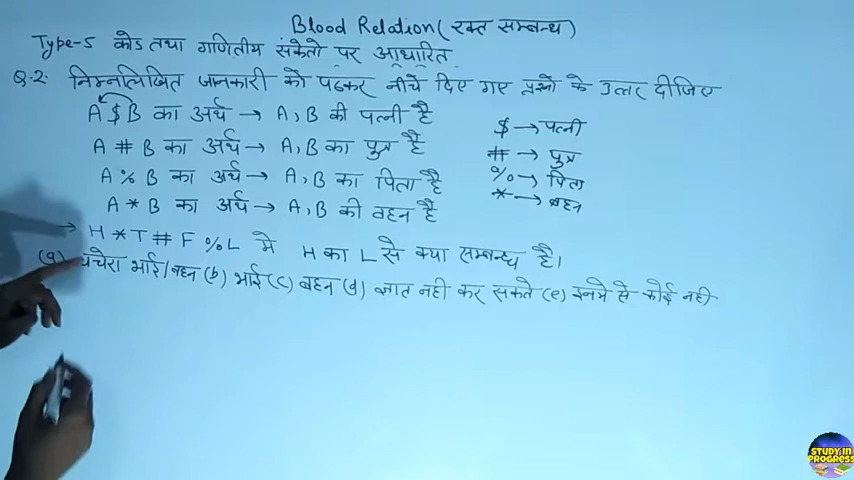 Blood Relation (रक्त सम्बन्ध)
Type-5 कोड तथा गणितीय संकेतो पर आधारित
Q.2. निम्नलिखित जानकारी को पढकर नीचे दिए गए प्रश्नो के उत्तर दीजिए
A $ B का अर्थ → A, B की पत्नी है
A # B का अर्थ → A, B का पुत्र है
A % B का अर्थ → A, B का पिता है
A * B का अर्थ → A, B की बहन है
$ → पत्नी
# → पुत्र
% → पिता
* → बहन
→ H * T # F % L मे H का L से क्या सम्बन्ध है।
(a) चचेरा भाई/बहन (b) भाई (c) बहन (d) ज्ञात नही कर सकते (e) इनमे से कोई नही
STUDY IN
PROGRESS